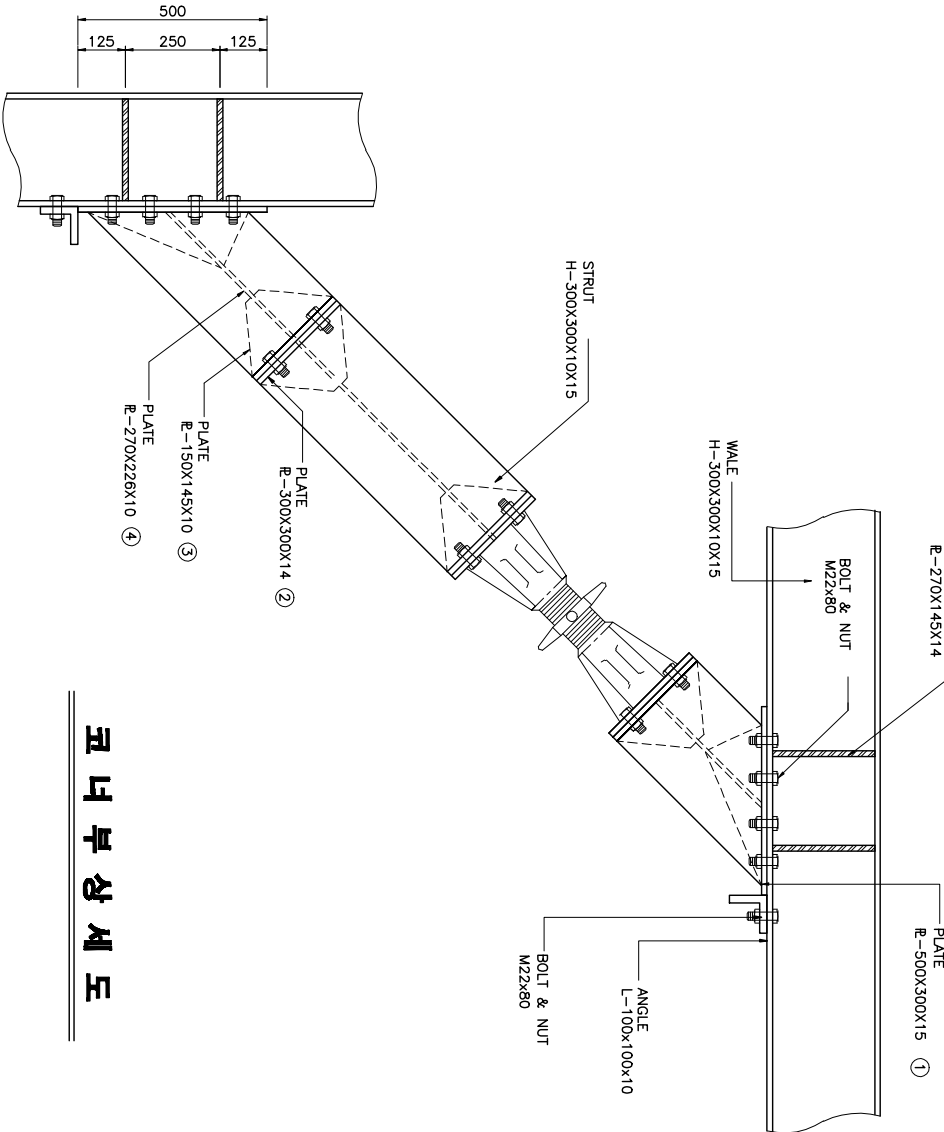 500
125
250
125
STRUT
H-300X300X10X15
WALE
H-300X300X10X15
BOLT & NUT
M22x80
PL-270X145X14
PLATE
PL-500X300X15 ①
ANGLE
L-100x100x10
BOLT & NUT
M22x80
PLATE
PL-300X300X14 ②
PLATE
PL-150X145X10 ③
PLATE
PL-270X226X10 ④
코너부상세도